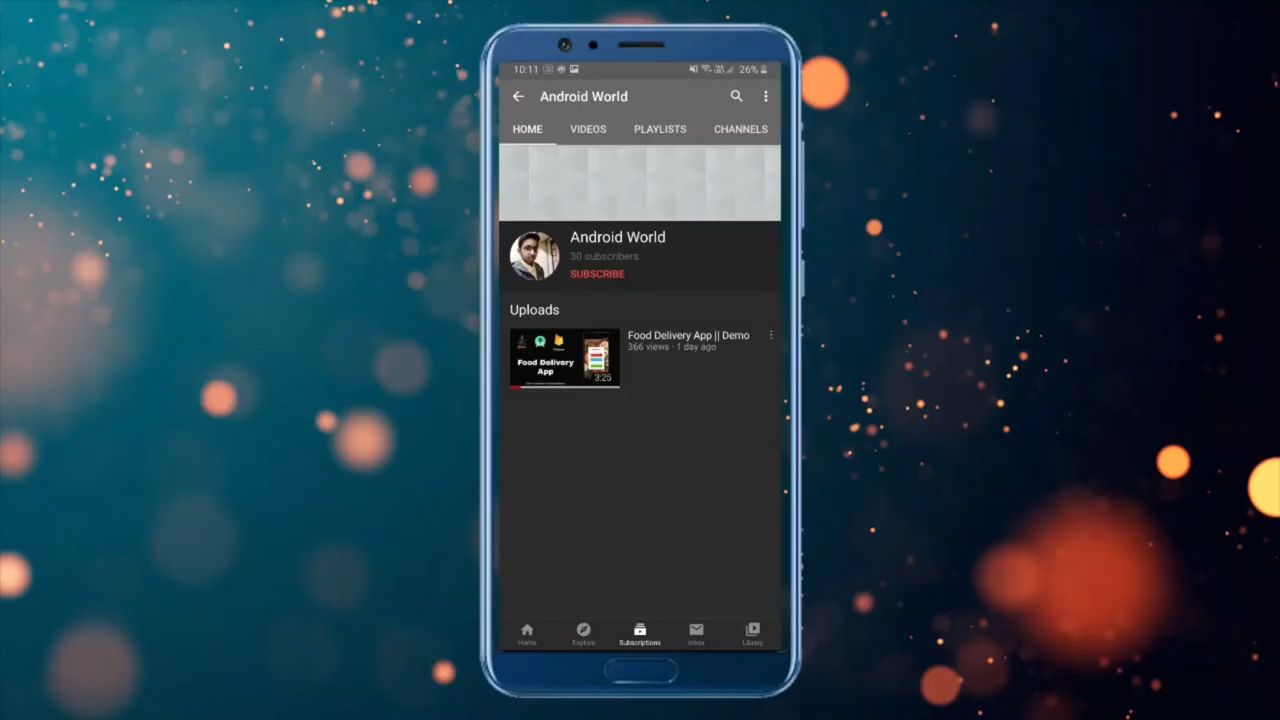 10:11
26%
Android World
HOME VIDEOS PLAYLISTS CHANNELS
Android World
30 subscribers
SUBSCRIBE
Uploads
Food Delivery
App
3:25
Food Delivery App || Demo
366 views · 1 day ago
Home Explore Subscriptions Inbox Library